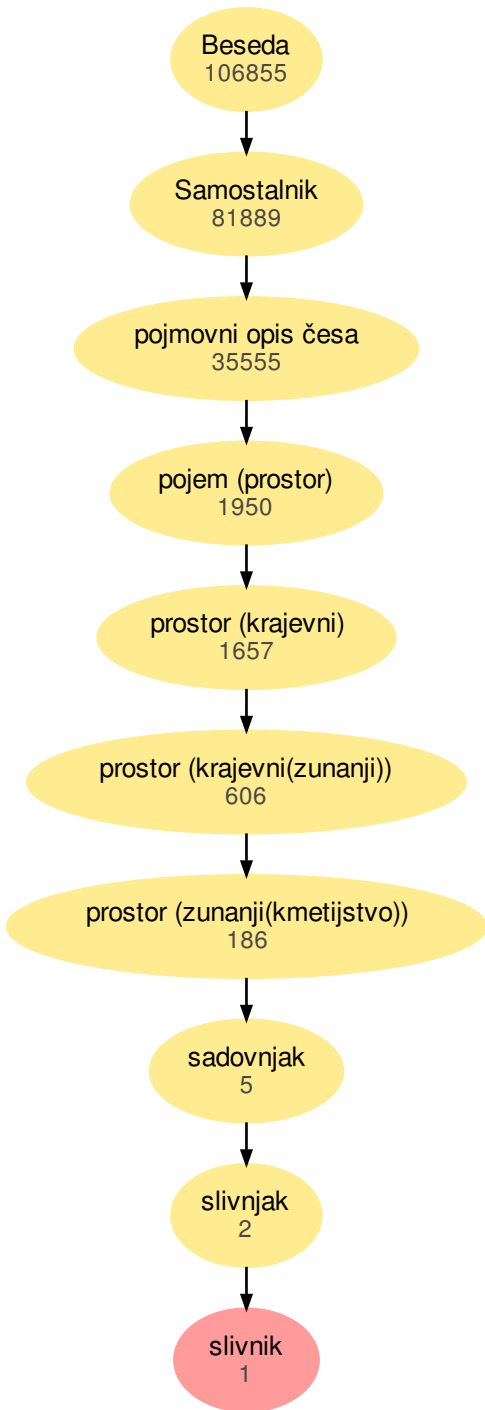 Beseda
106855
Samostalnik
81889
pojmovni opis česa
35555
pojem (prostor)
1950
prostor (krajevni)
1657
prostor (krajevni(zunanji))
606
prostor (zunanji(kmetijstvo))
186
sadovnjak
5
slivnjak
2
slivnik
1